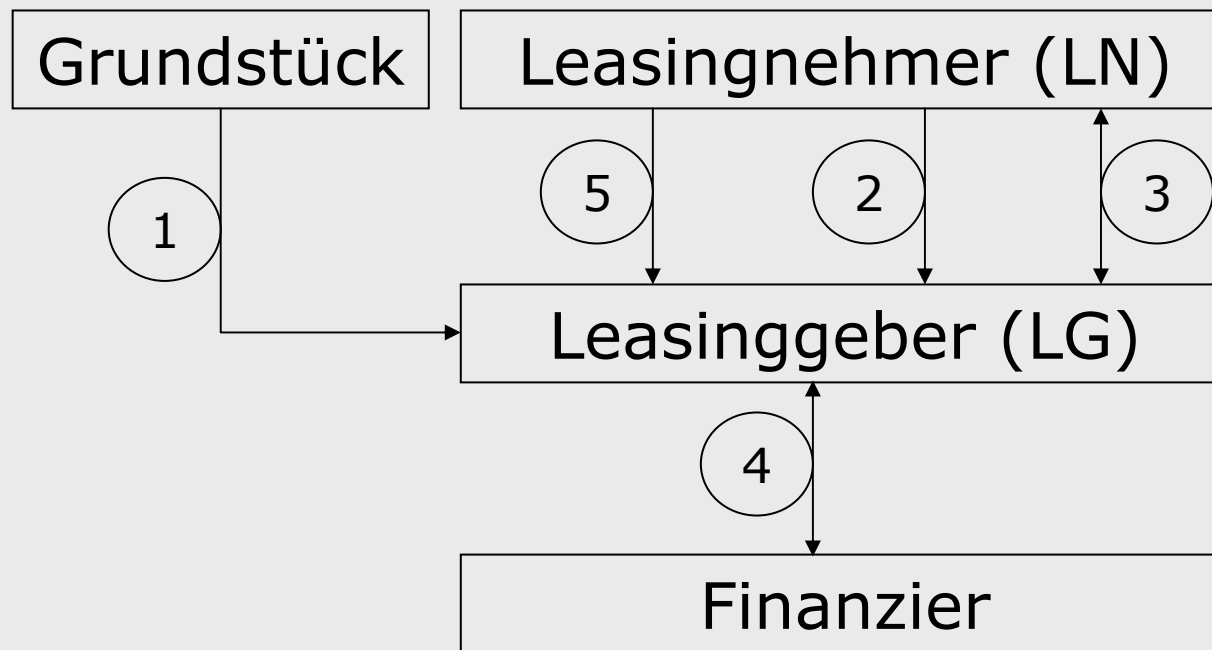 Grundstück
Leasingnehmer (LN)
1
5
2
3
Leasinggeber (LG)
4
Finanzier